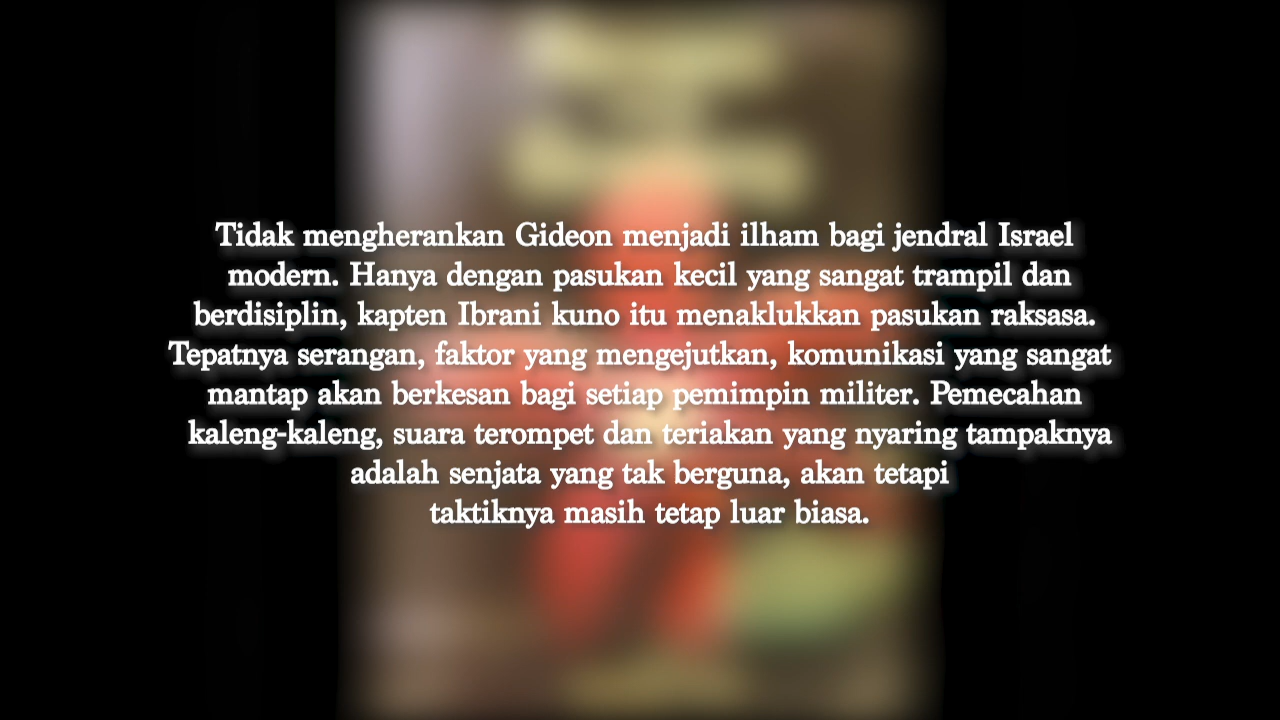 Tidak mengherankan Gideon menjadi ilham bagi jendral Israel
modern. Hanya dengan pasukan kecil yang sangat trampil dan
berdisiplin, kapten Ibrani kuno itu menaklukkan pasukan raksasa.
Tepatnya serangan, faktor yang mengejutkan, komunikasi yang sangat
mantap akan berkesan bagi setiap pemimpin militer. Pemecahan
kaleng-kaleng, suara terompet dan teriakan yang nyaring tampaknya
adalah senjata yang tak berguna, akan tetapi
taktiknya masih tetap luar biasa.